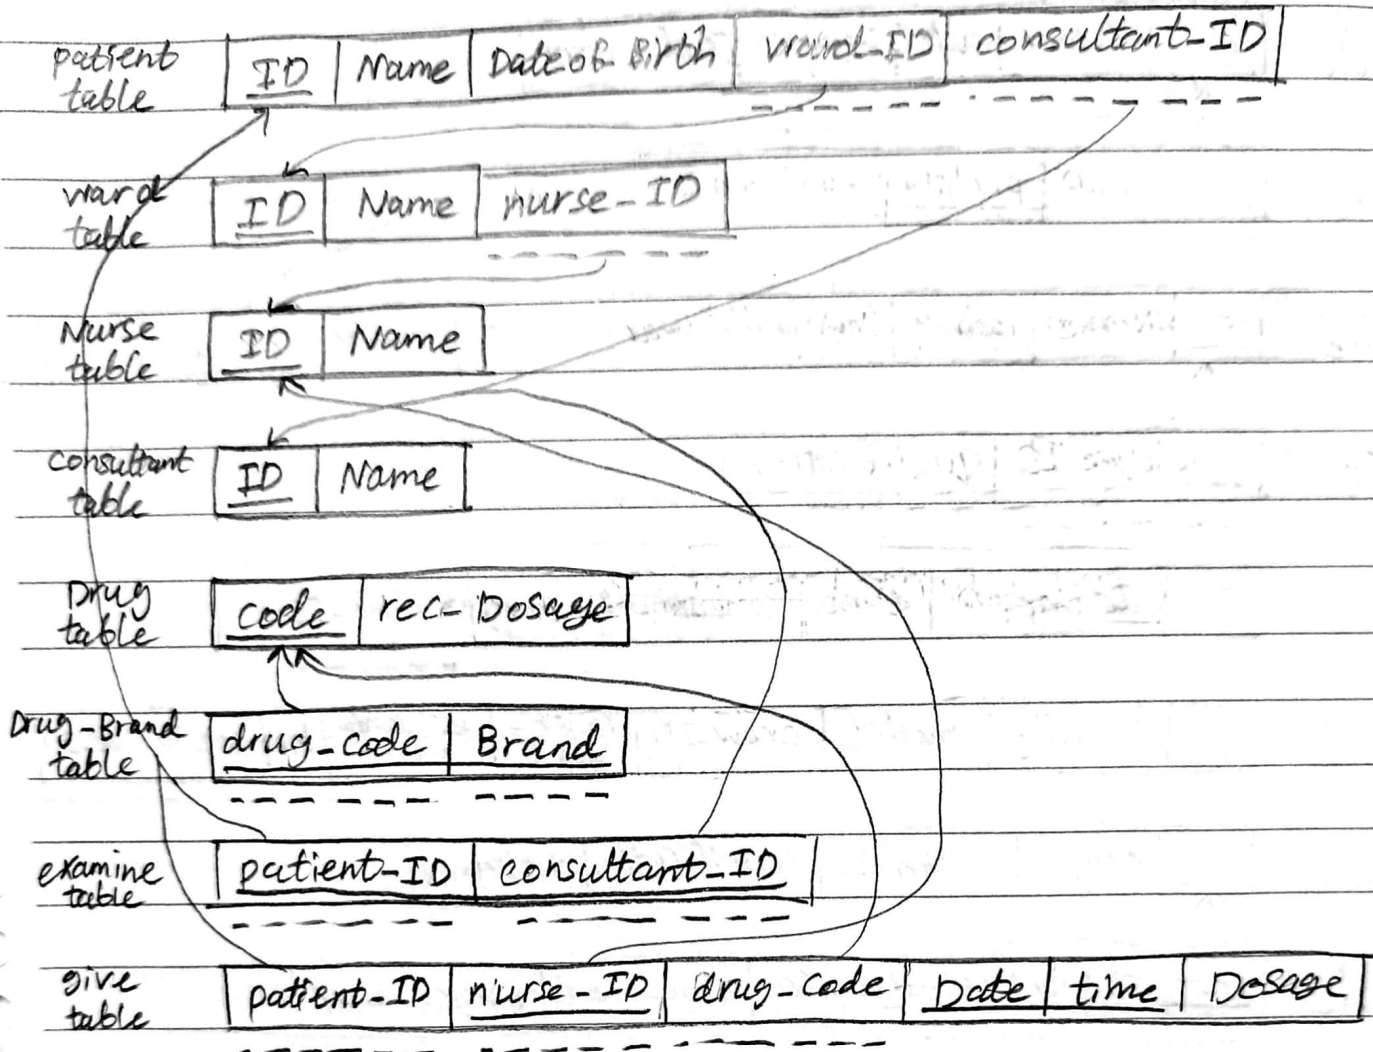 patient table
ID Name Date of Birth ward_ID consultant_ID
ward table
ID Name nurse_ID
Nurse table
ID Name
consultant table
ID Name
Drug table
code rec_Dosage
Drug_Brand table
drug_code Brand
examine table
patient_ID consultant_ID
give table
patient_ID nurse_ID drug_code Date time Dosage